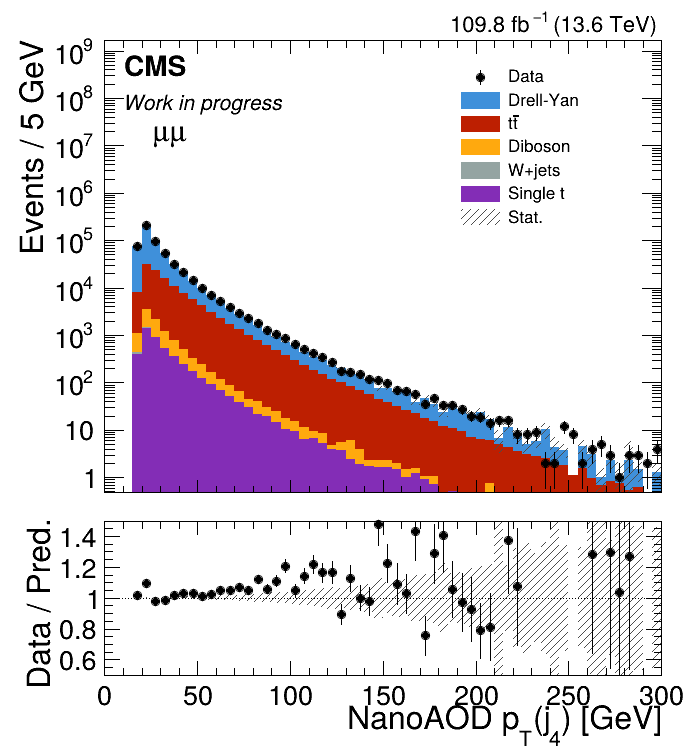 109.8 fb⁻¹ (13.6 TeV)
CMS
Work in progress
μμ
Data
Drell-Yan
tt̄
Diboson
W+jets
Single t
Stat.
Events / 5 GeV
10⁹
10⁸
10⁷
10⁶
10⁵
10⁴
10³
10²
10
1
Data / Pred.
1.4
1.2
1
0.8
0.6
0 50 100 150 200 250 300
NanoAOD p_T(j_4) [GeV]